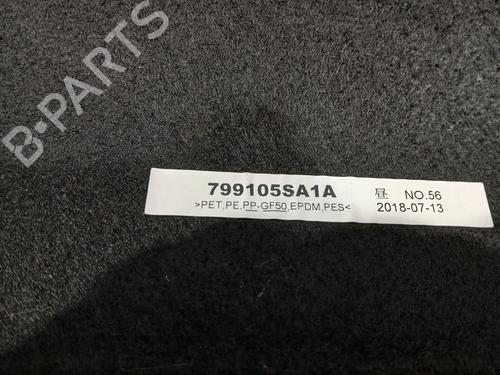 B-PARTS
799105SA1A
>PET,PE,PP-GF50,EPDM,PES<
昼 NO.56
2018-07-13